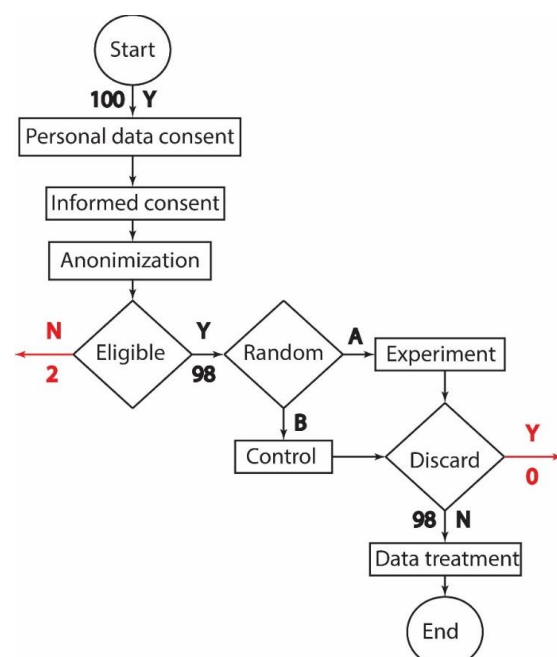 Start
100 Y
Personal data consent
Informed consent
Anonimization
N
2
Eligible
Y
98
Random
A
Experiment
B
Control
Discard
Y
0
98 N
Data treatment
End